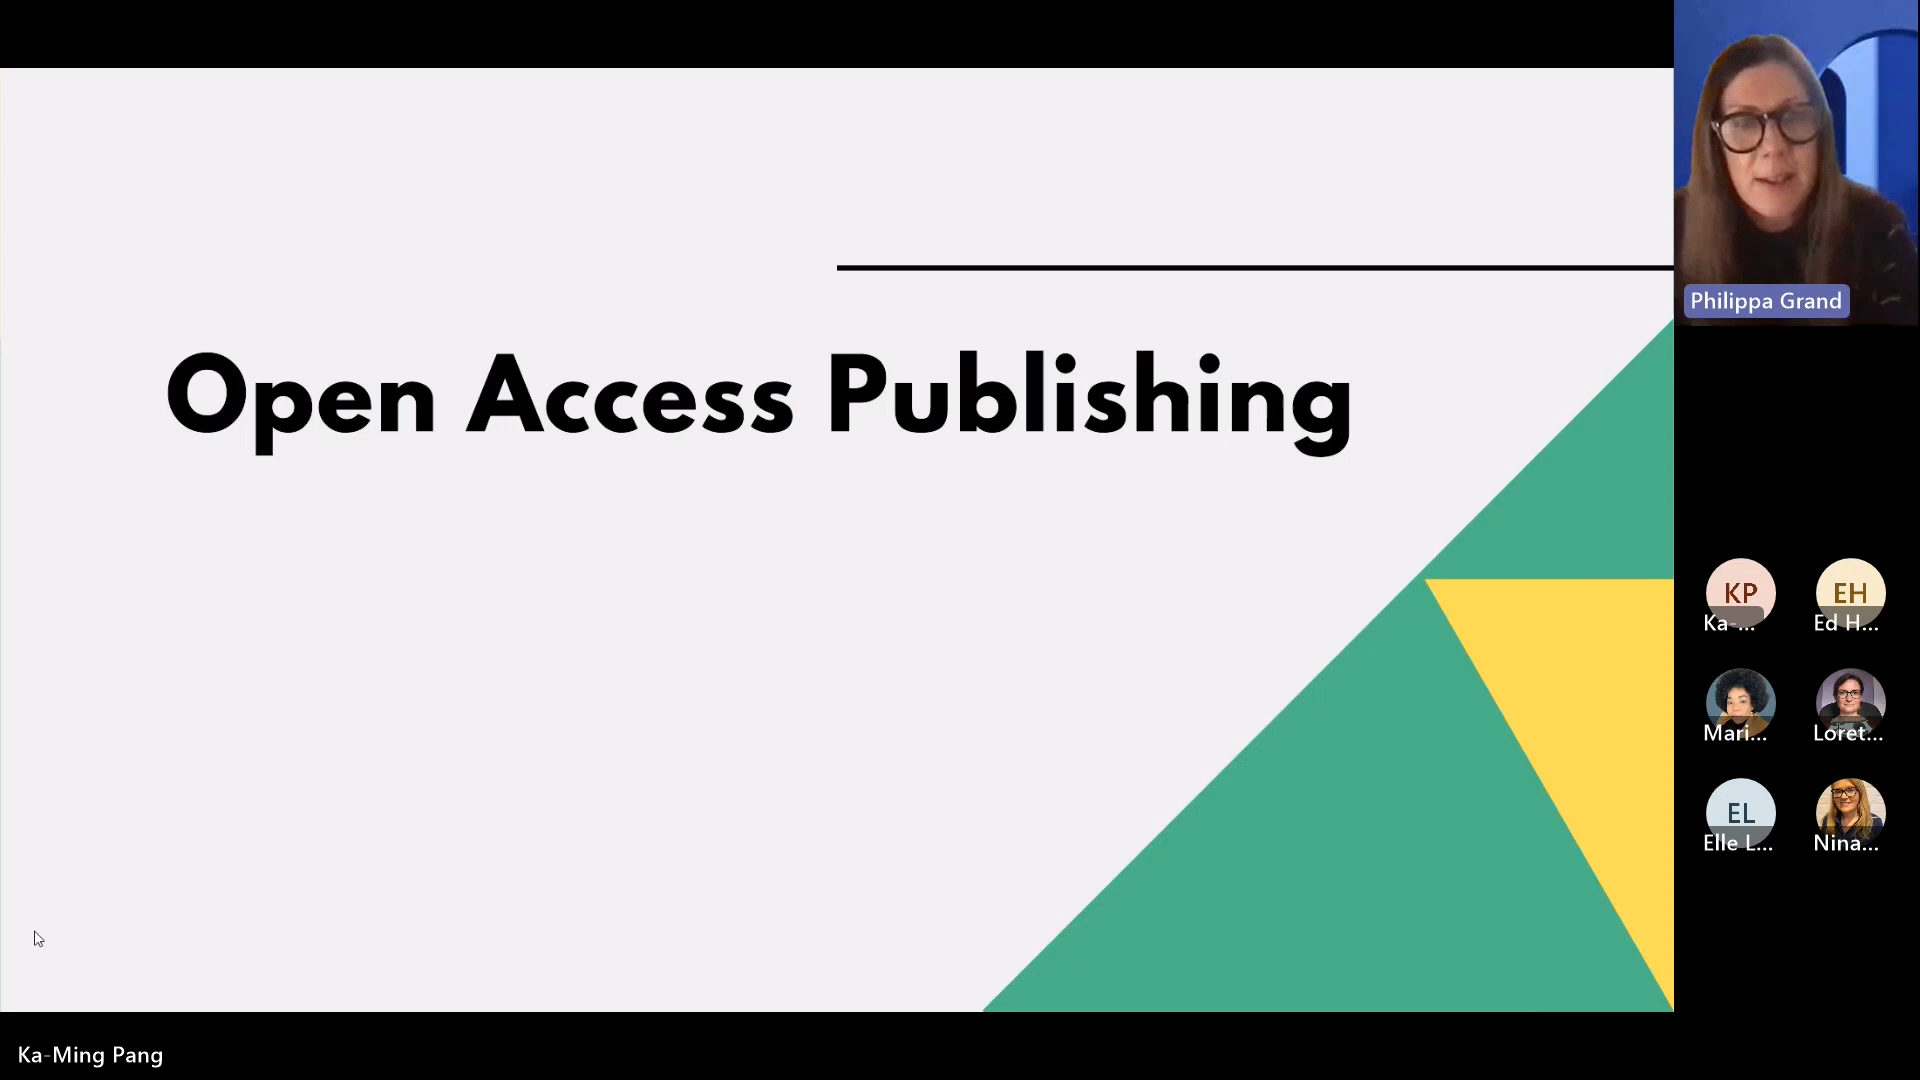 Open Access Publishing
Philippa Grand
KP
EH
Ka-...
Ed H...
Mari...
Loret...
EL
Elle L...
Nina...
Ka-Ming Pang